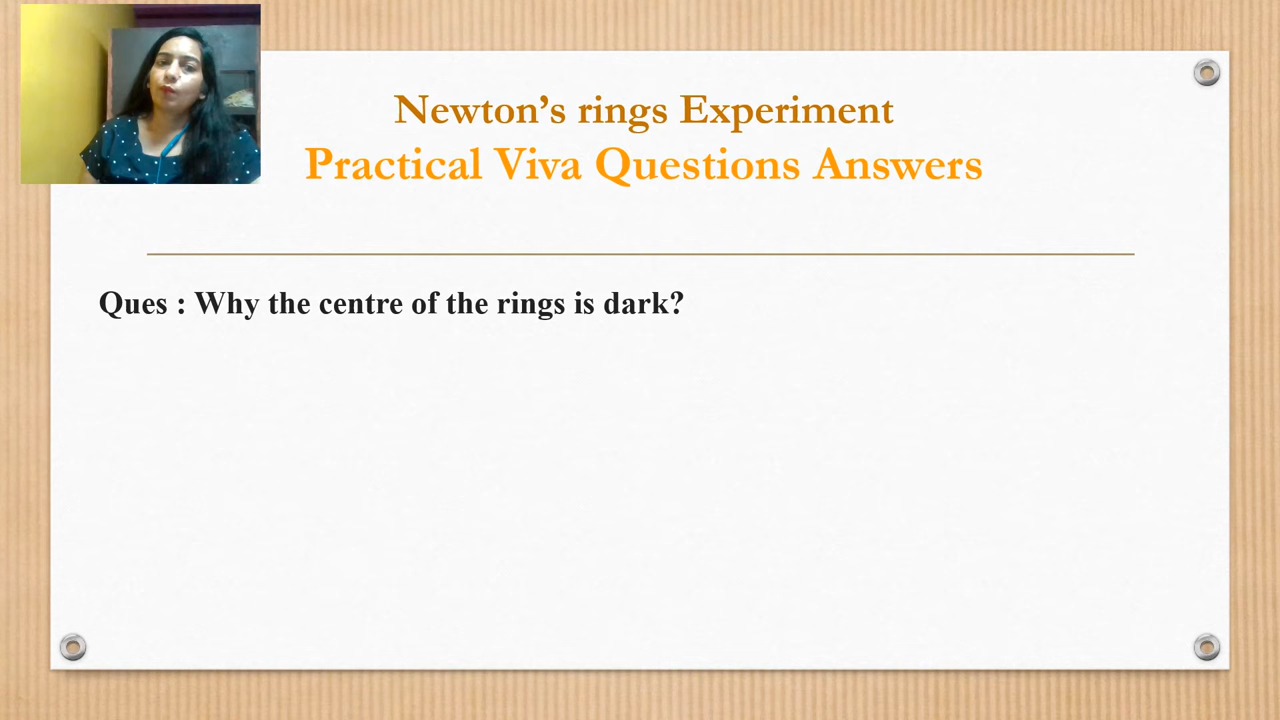 Newton’s rings Experiment
Practical Viva Questions Answers
Ques : Why the centre of the rings is dark?